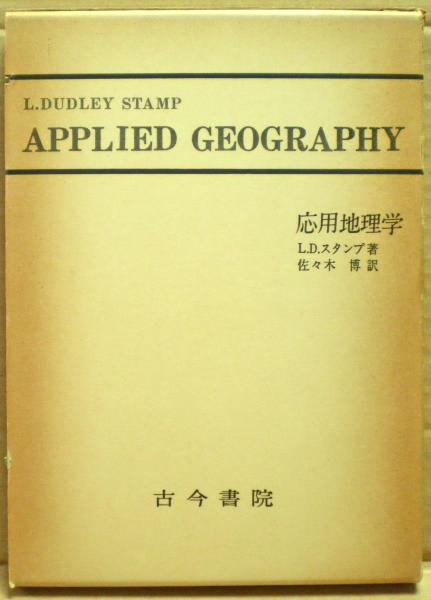 L.DUDLEY STAMP
APPLIED GEOGRAPHY
応用地理学
L.D.スタンプ著
佐々木 博訳
古今書院